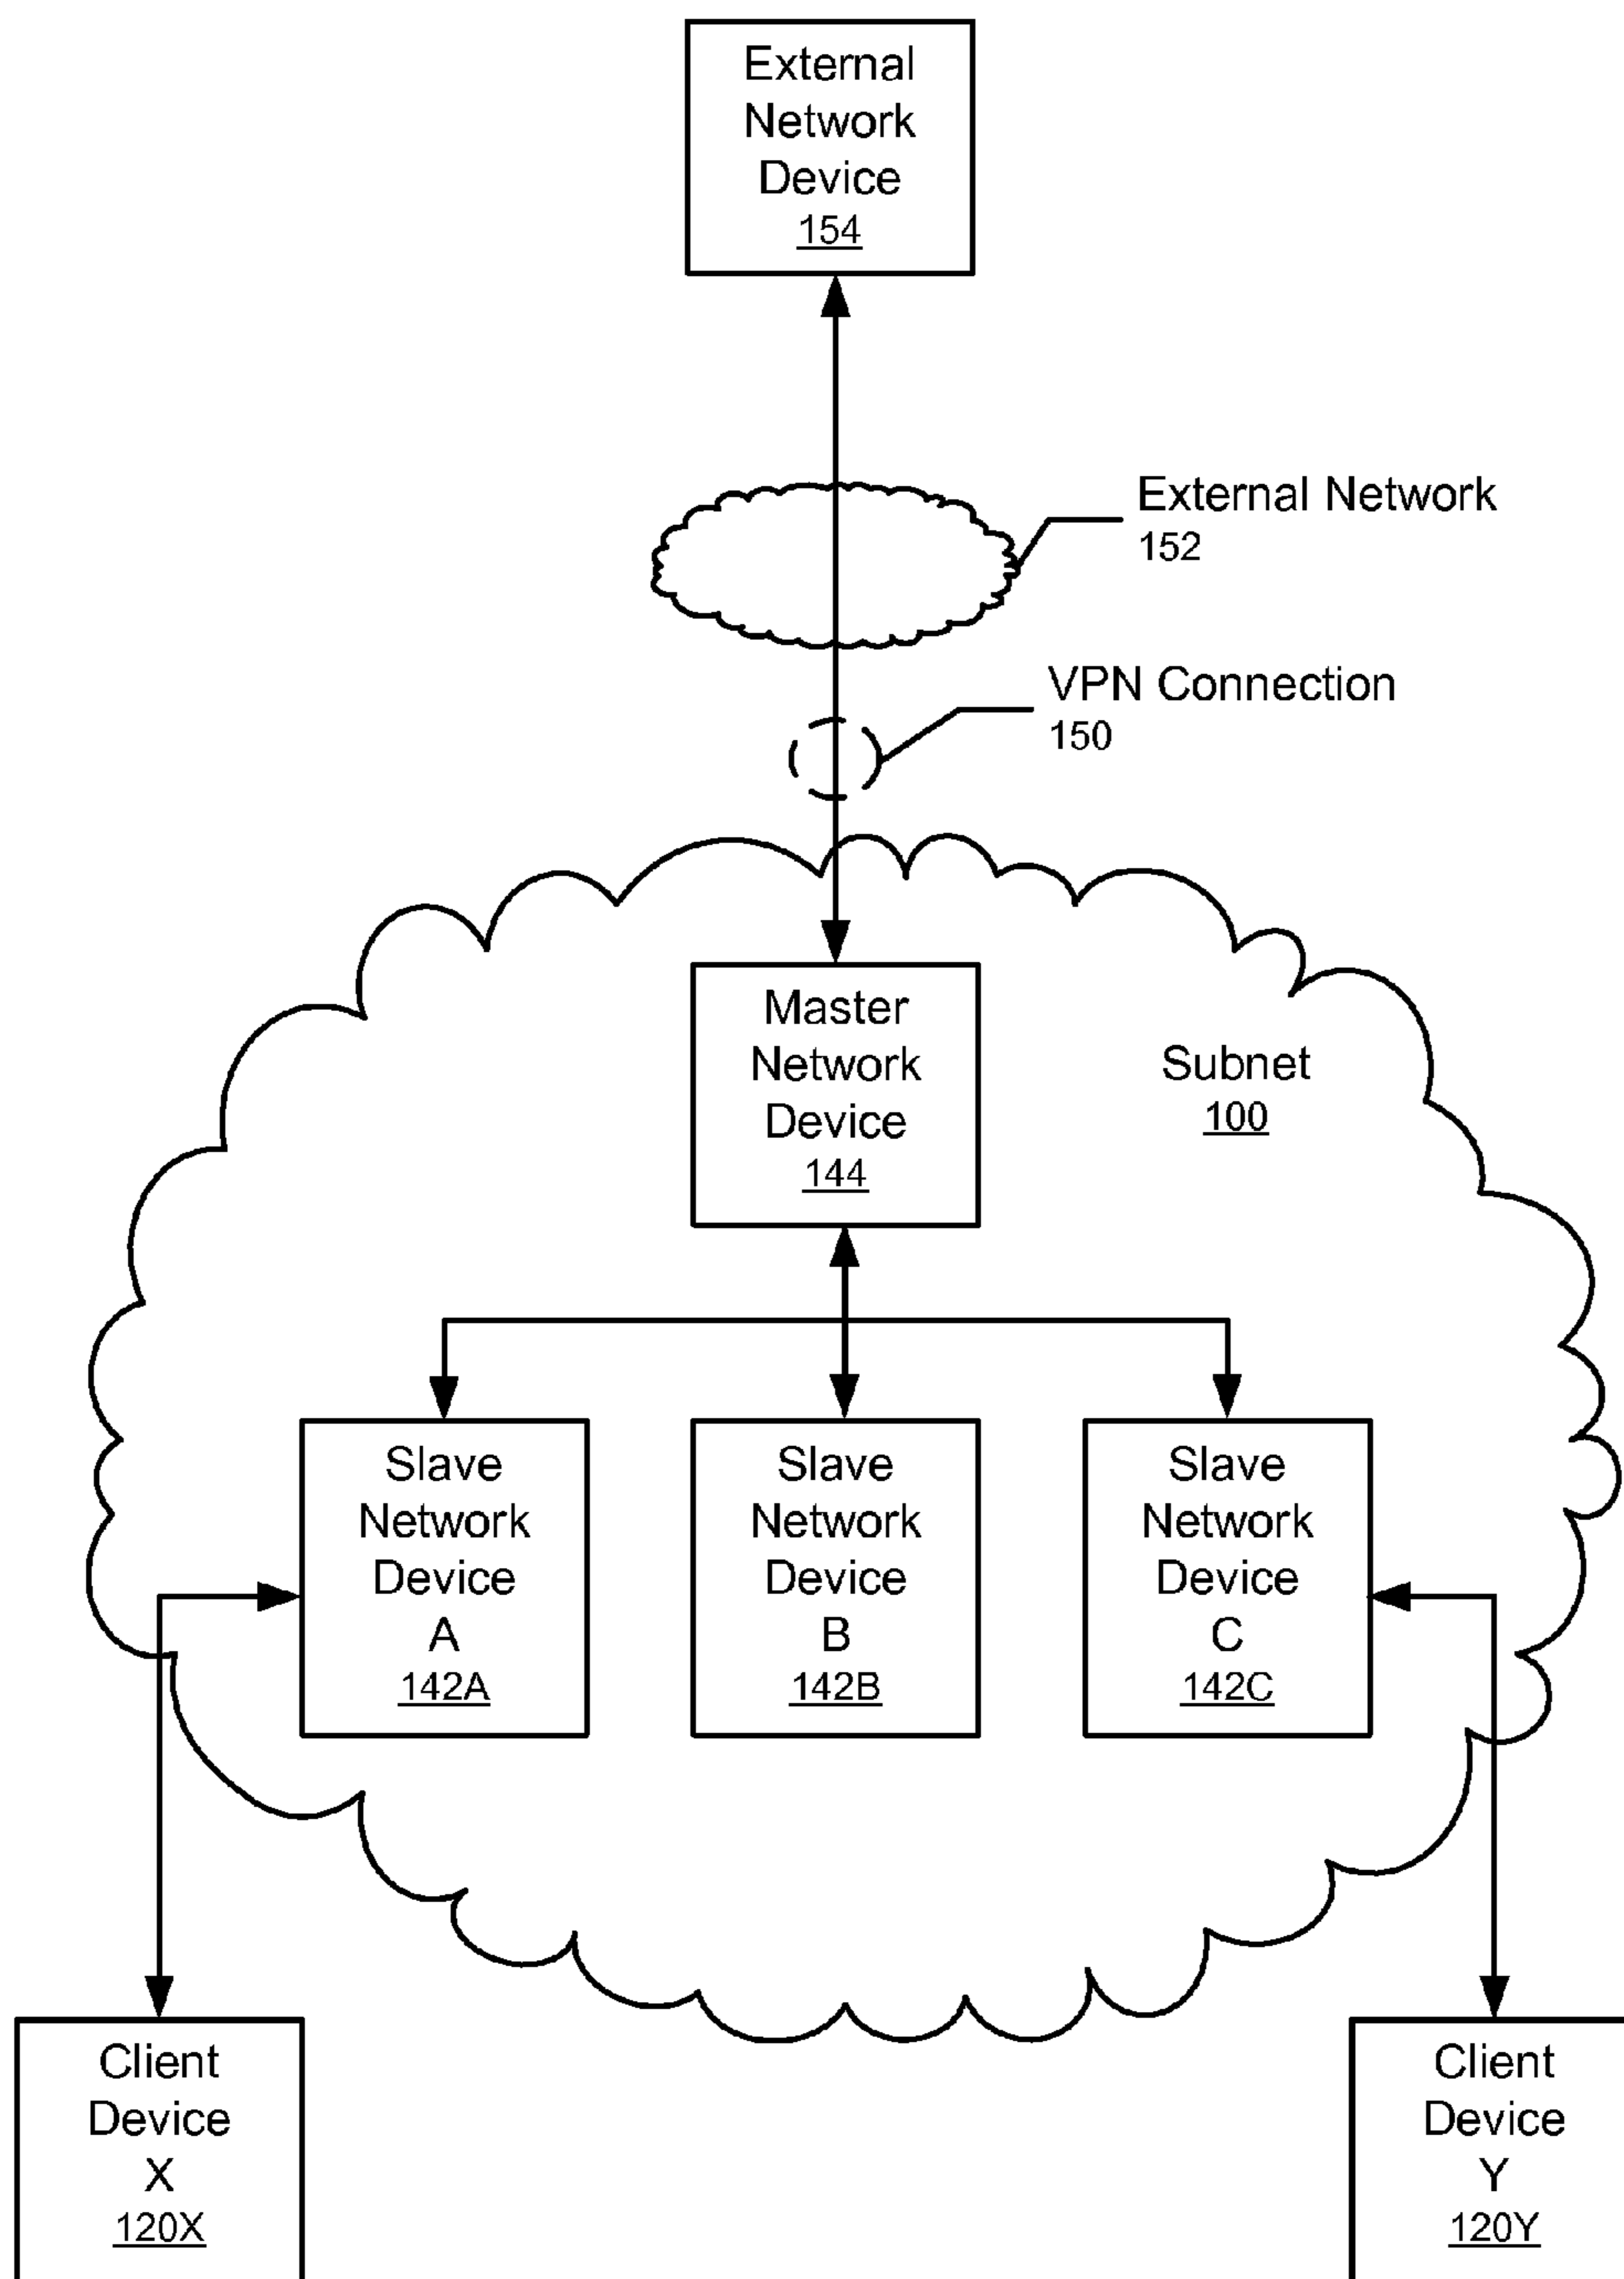 External
Network
Device
154
External Network
152
VPN Connection
150
Master
Network
Device
144
Subnet
100
Slave
Network
Device
A
142A
Slave
Network
Device
B
142B
Slave
Network
Device
C
142C
Client
Device
X
120X
Client
Device
Y
120Y